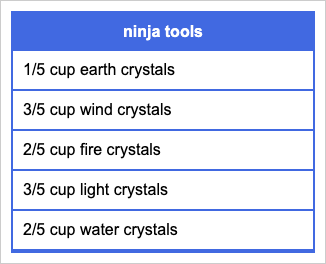 ninja tools
1/5 cup earth crystals
3/5 cup wind crystals
2/5 cup fire crystals
3/5 cup light crystals
2/5 cup water crystals